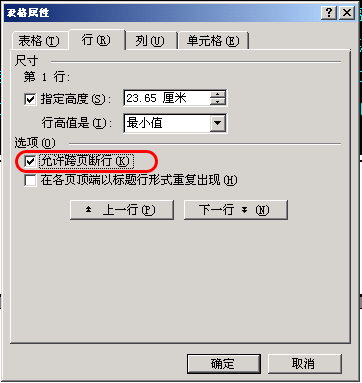 表格属性
表格(T)
行(R)
列(U)
单元格(E)
尺寸
第 1 行:
指定高度(S):
23.65 厘米
行高值是(I):
最小值
选项(O)
允许跨页断行(K)
在各页顶端以标题行形式重复出现(H)
上一行(P)
下一行(N)
确定
取消